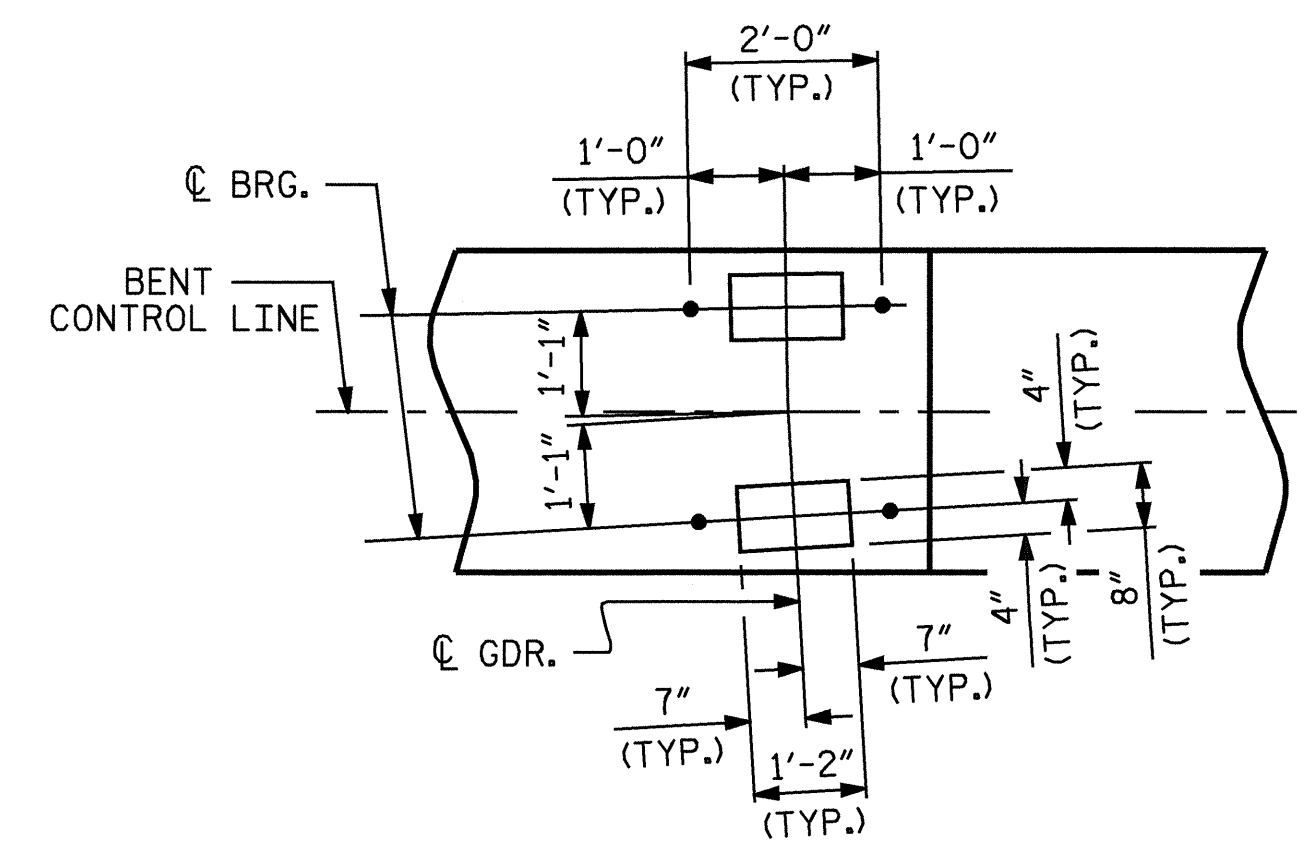 2'-0"
(TYP.)
1'-0"
(TYP.)
1'-0"
(TYP.)
℄ BRG.
BENT
CONTROL LINE
1'-1"
1'-1"
4"
(TYP.)
4"
(TYP.)
8"
(TYP.)
℄ GDR.
7"
(TYP.)
7"
(TYP.)
1'-2"
(TYP.)